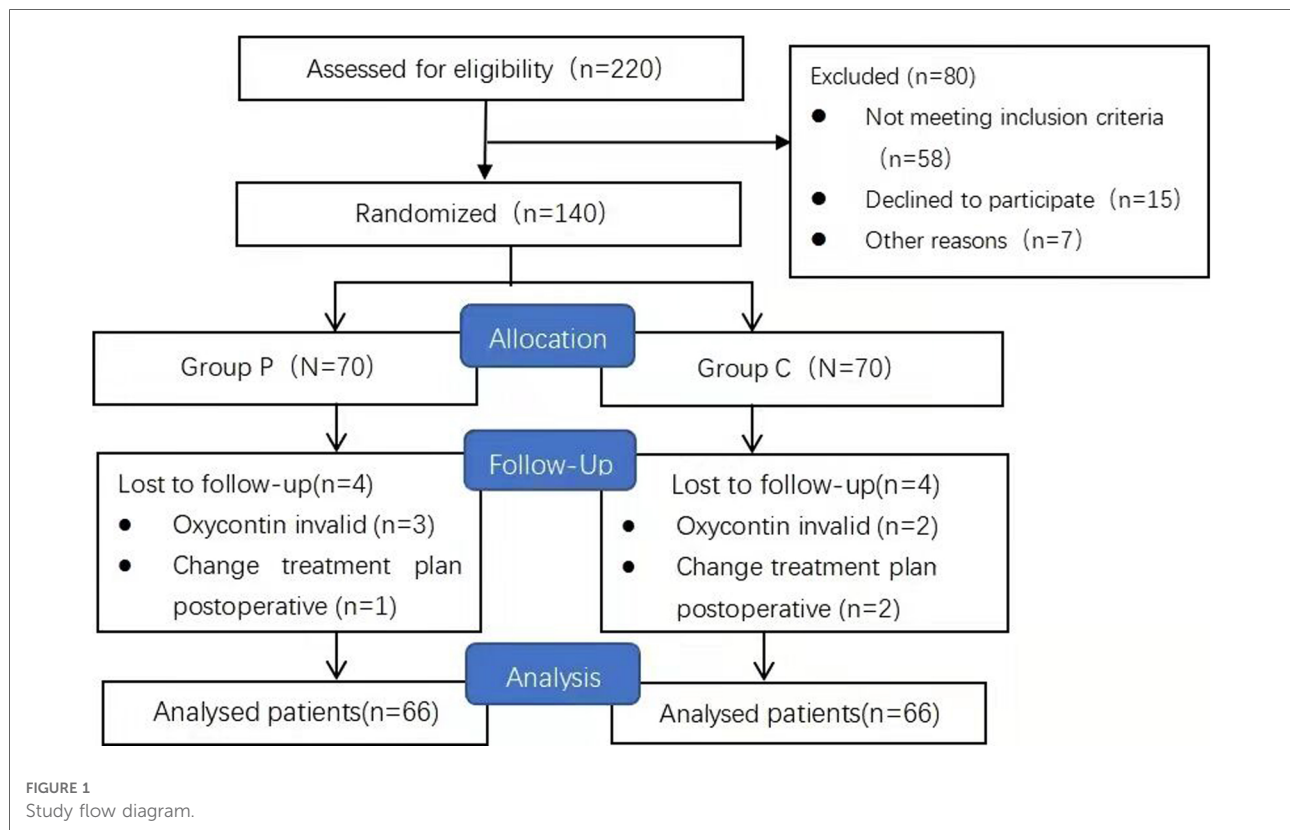 Assessed for eligibility（n=220）
Excluded (n=80)
● Not meeting inclusion criteria
（n=58）
● Declined to participate（n=15）
● Other reasons（n=7）
Randomized（n=140）
Allocation
Group P（N=70）
Group C（N=70）
Follow-Up
Lost to follow-up(n=4)
● Oxycontin invalid (n=3)
● Change treatment plan
postoperative (n=1)
Lost to follow-up(n=4)
● Oxycontin invalid (n=2)
● Change treatment plan
postoperative (n=2)
Analysis
Analysed patients(n=66)
Analysed patients(n=66)
FIGURE 1
Study flow diagram.